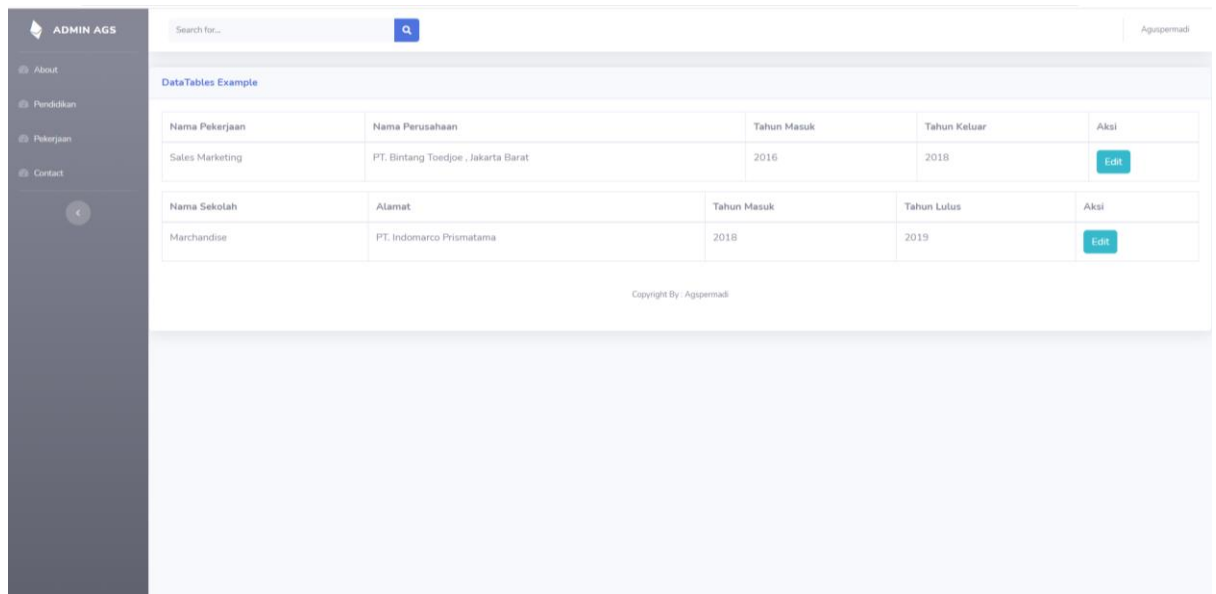 ADMIN AGS
Search for...
Aguspermadi
About
Pendidikan
Pekerjaan
Contact
DataTables Example
Nama Pekerjaan Nama Perusahaan Tahun Masuk Tahun Keluar Aksi
Sales Marketing PT. Bintang Toedjoe , Jakarta Barat 2016 2018 Edit
Nama Sekolah Alamat Tahun Masuk Tahun Lulus Aksi
Marchandise PT. Indomarco Prismatama 2018 2019 Edit
Copyright By : Agspermadi